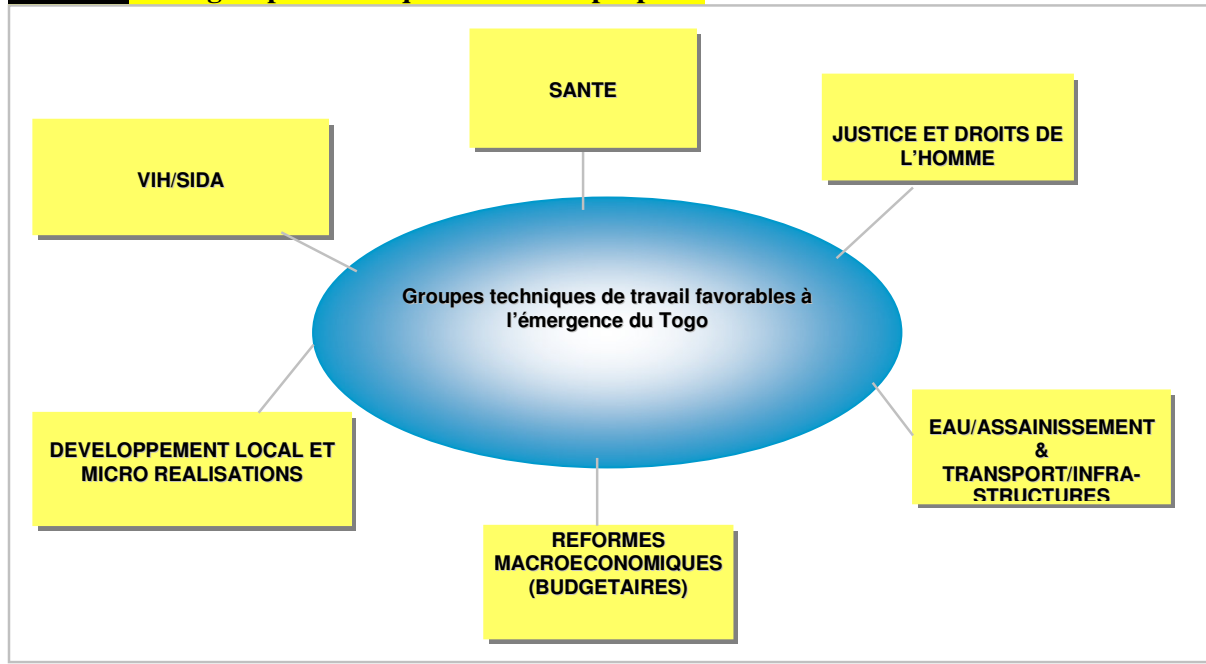 SANTE
JUSTICE ET DROITS DE
L’HOMME
VIH/SIDA
Groupes techniques de travail favorables à
l’émergence du Togo
DEVELOPPEMENT LOCAL ET
MICRO REALISATIONS
EAU/ASSAINISSEMENT
&
TRANSPORT/INFRA-
STRUCTURES
REFORMES
MACROECONOMIQUES
(BUDGETAIRES)